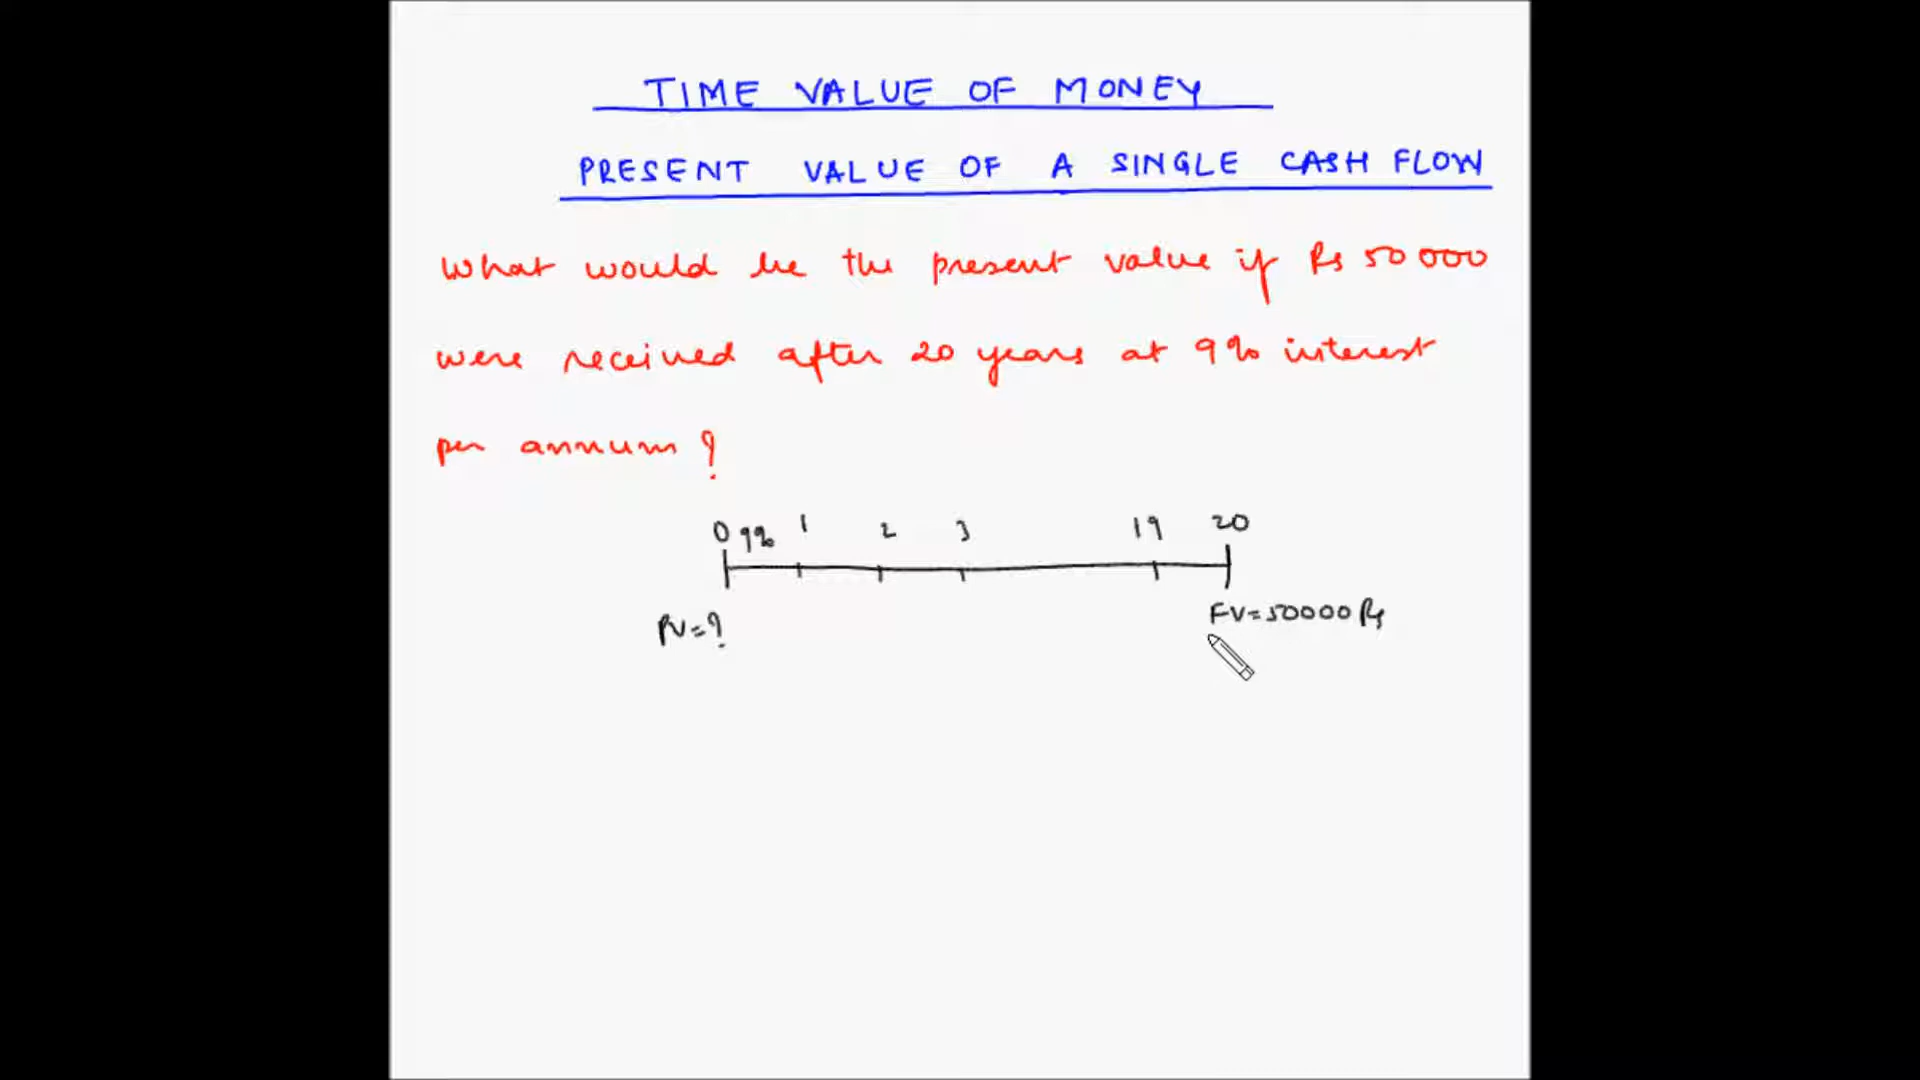 TIME VALUE OF MONEY
PRESENT VALUE OF A SINGLE CASH FLOW
What would be the present value if Rs 50000
were received after 20 years at 9% interest
per annum ?
0 9% 1 2 3 19 20
PV=? FV=50000 Rs